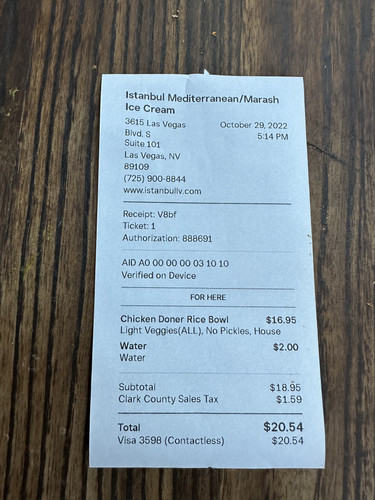 Istanbul Mediterranean/Marash
Ice Cream
3615 Las Vegas October 29, 2022
Blvd. S 5:14 PM
Suite 101
Las Vegas, NV
89109
(725) 900-8844
www.istanbullv.com
Receipt: V8bf
Ticket: 1
Authorization: 888691
AID A0 00 00 00 03 10 10
Verified on Device
FOR HERE
Chicken Doner Rice Bowl $16.95
Light Veggies(ALL), No Pickles, House
Water $2.00
Water
Subtotal $18.95
Clark County Sales Tax $1.59
Total $20.54
Visa 3598 (Contactless) $20.54